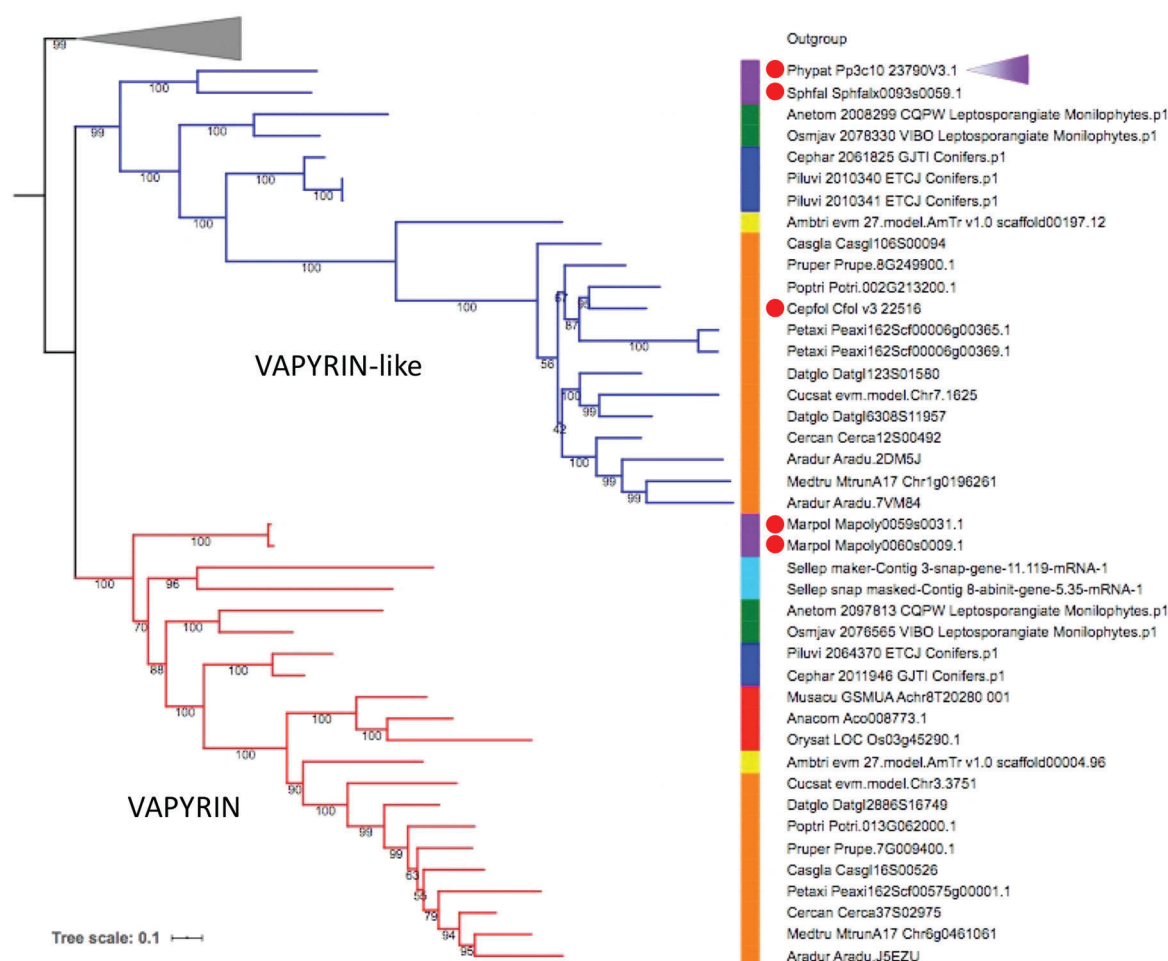 Outgroup
99
Phypat Pp3c10 23790V3.1
100
Sphfal Sphfalx0093s0059.1
Anetom 2008299 CQPW Leptosporangiate Monilophytes.p1
99
100
Osmjav 2078330 VIBO Leptosporangiate Monilophytes.p1
Cephar 2061825 GJTI Conifers.p1
100
100
Piluvi 2010340 ETCJ Conifers.p1
100
Piluvi 2010341 ETCJ Conifers.p1
100
Ambtri evm 27.model.AmTr v1.0 scaffold00197.12
Casgla Casgl106S00094
100
Pruper Prupe.8G249900.1
Poptri Potri.002G213200.1
67
95
Cepfol Cfol v3 22516
87
Petaxi Peaxi162Scf00006g00365.1
100
Petaxi Peaxi162Scf00006g00369.1
VAPYRIN-like
58
Datglo Datgl123S01580
100
Cucsat evm.model.Chr7.1625
99
Datglo Datgl6308S11957
42
Cercan Cerca12S00492
100
Aradur Aradu.2DM5J
99
Medtru MtrunA17 Chr1g0196261
99
Aradur Aradu.7VM84
Marpol Mapoly0059s0031.1
100
Marpol Mapoly0060s0009.1
Sellep maker-Contig 3-snap-gene-11.119-mRNA-1
100
96
Sellep snap masked-Contig 8-abinit-gene-5.35-mRNA-1
Anetom 2097813 CQPW Leptosporangiate Monilophytes.p1
70
100
Osmjav 2076565 VIBO Leptosporangiate Monilophytes.p1
Piluvi 2064370 ETCJ Conifers.p1
88
100
Cephar 2011946 GJTI Conifers.p1
Musacu GSMUA Achr8T20280 001
100
100
Anacom Aco008773.1
100
Orysat LOC Os03g45290.1
100
Ambtri evm 27.model.AmTr v1.0 scaffold00004.96
Cucsat evm.model.Chr3.3751
90
VAPYRIN
100
Datglo Datgl2886S16749
99
Poptri Potri.013G062000.1
99
Pruper Prupe.7G009400.1
Casgla Casgl16S00526
63
Petaxi Peaxi162Scf00575g00001.1
55
Cercan Cerca37S02975
79
Medtru MtrunA17 Chr6g0461061
94
Tree scale: 0.1
95
Aradur Aradu.J5EZU